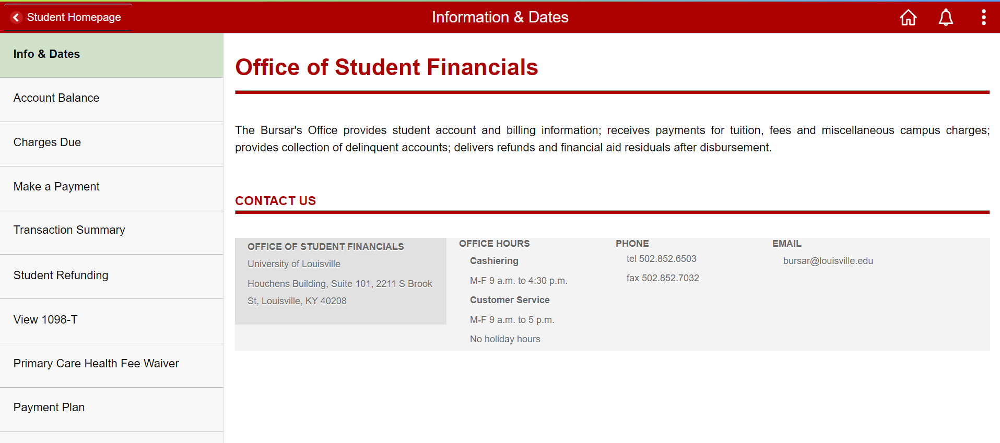 Student Homepage
Information & Dates
Info & Dates
Account Balance
Charges Due
Make a Payment
Transaction Summary
Student Refunding
View 1098-T
Primary Care Health Fee Waiver
Payment Plan
Office of Student Financials
The Bursar's Office provides student account and billing information; receives payments for tuition, fees and miscellaneous campus charges;
provides collection of delinquent accounts; delivers refunds and financial aid residuals after disbursement.
CONTACT US
OFFICE OF STUDENT FINANCIALS
University of Louisville
Houchens Building, Suite 101, 2211 S Brook
St, Louisville, KY 40208
OFFICE HOURS
Cashiering
M-F 9 a.m. to 4:30 p.m.
Customer Service
M-F 9 a.m. to 5 p.m.
No holiday hours
PHONE
tel 502.852.6503
fax 502.852.7032
EMAIL
bursar@louisville.edu